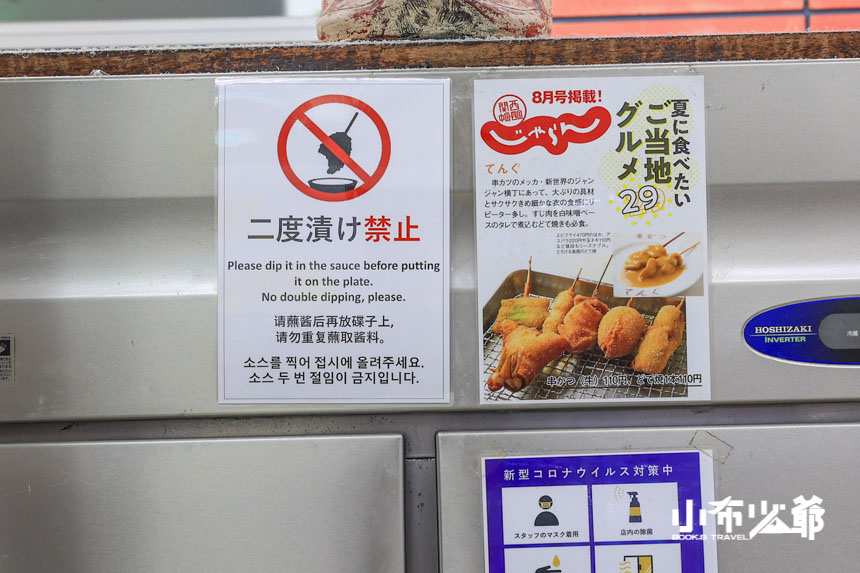 二度漬け禁止
Please dip it in the sauce before putting
it on the plate.
No double dipping, please.
请蘸酱后再放碟子上,
请勿重复蘸取酱料。
소스를 찍어 접시에 올려주세요.
소스 두 번 절임이 금지입니다.
関西
中四国
じゃらん
8月号掲載!
夏に食べたい
ご当地
グルメ
29
てんぐ
串カツのメッカ・新世界のジャン
ジャン横丁にあって、大ぶりの具材
とサクサクきめ細かな衣の食感にリ
ピーター多し。すじ肉を白味噌ベー
スのタレで煮込むどて焼きも必食。
串かつ
てんぐ
串かつ(牛)110円、どて焼1本110円
HOSHIZAKI
INVERTER
冷蔵
新型コロナウイルス対策中
スタッフのマスク着用
店内の除菌
小布少爺
BOOK.S TRAVEL